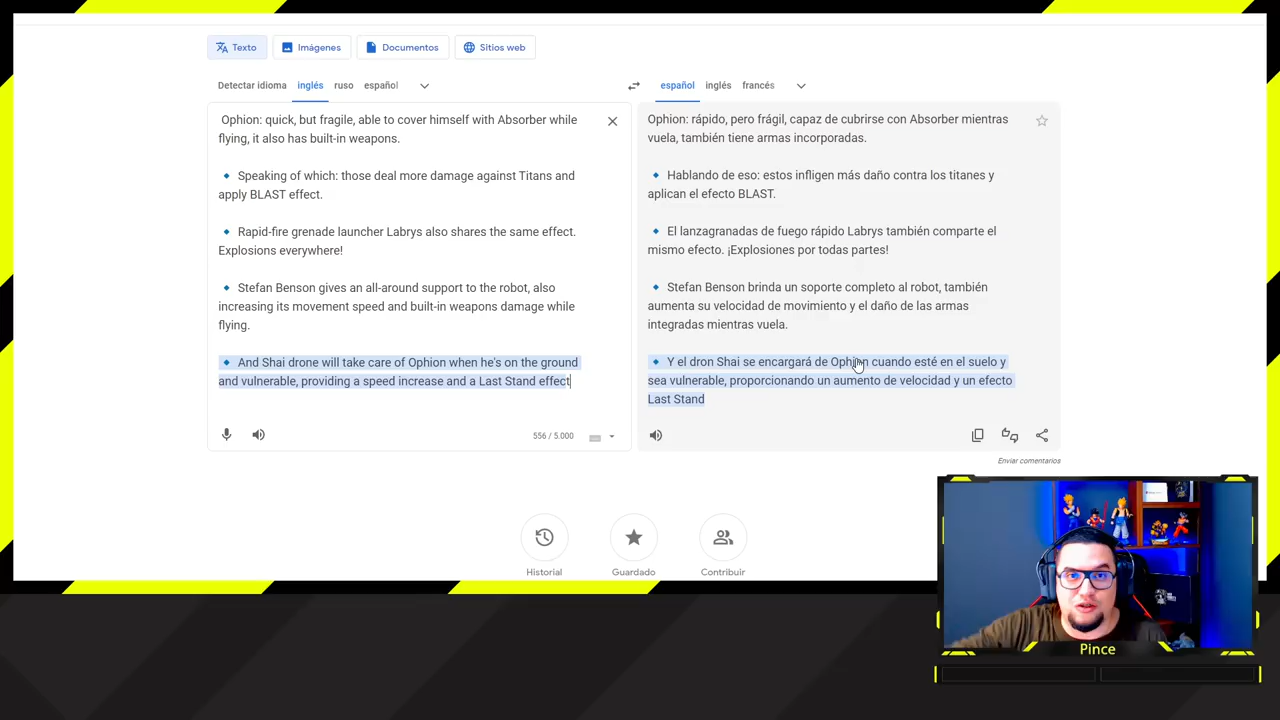 Texto
Imágenes
Documentos
Sitios web
Detectar idioma inglés ruso español
español inglés francés
Ophion: quick, but fragile, able to cover himself with Absorber while
flying, it also has built-in weapons.
🔹 Speaking of which: those deal more damage against Titans and
apply BLAST effect.
🔹 Rapid-fire grenade launcher Labrys also shares the same effect.
Explosions everywhere!
🔹 Stefan Benson gives an all-around support to the robot, also
increasing its movement speed and built-in weapons damage while
flying.
🔹 And Shai drone will take care of Ophion when he's on the ground
and vulnerable, providing a speed increase and a Last Stand effect
556 / 5.000
Ophion: rápido, pero frágil, capaz de cubrirse con Absorber mientras
vuela, también tiene armas incorporadas.
🔹 Hablando de eso: estos infligen más daño contra los titanes y
aplican el efecto BLAST.
🔹 El lanzagranadas de fuego rápido Labrys también comparte el
mismo efecto. ¡Explosiones por todas partes!
🔹 Stefan Benson brinda un soporte completo al robot, también
aumenta su velocidad de movimiento y el daño de las armas
integradas mientras vuela.
🔹 Y el dron Shai se encargará de Ophion cuando esté en el suelo y
sea vulnerable, proporcionando un aumento de velocidad y un efecto
Last Stand
Enviar comentarios
Historial
Guardado
Contribuir
Pince